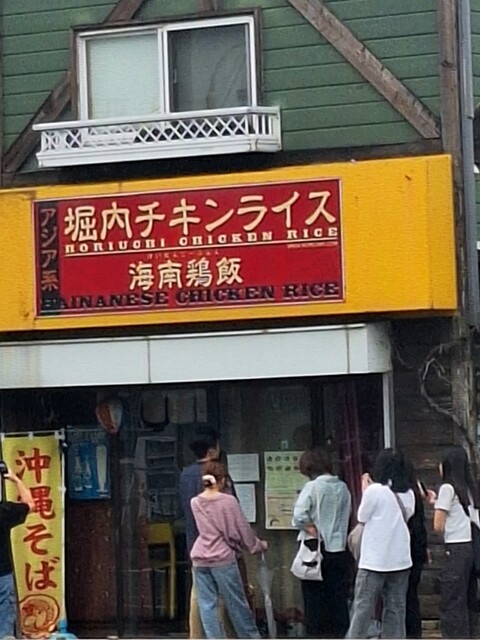 アジア系
堀内チキンライス
HORIUCHI CHICKEN RICE
海南鶏飯
HAINANESE CHICKEN RICE
沖縄そば